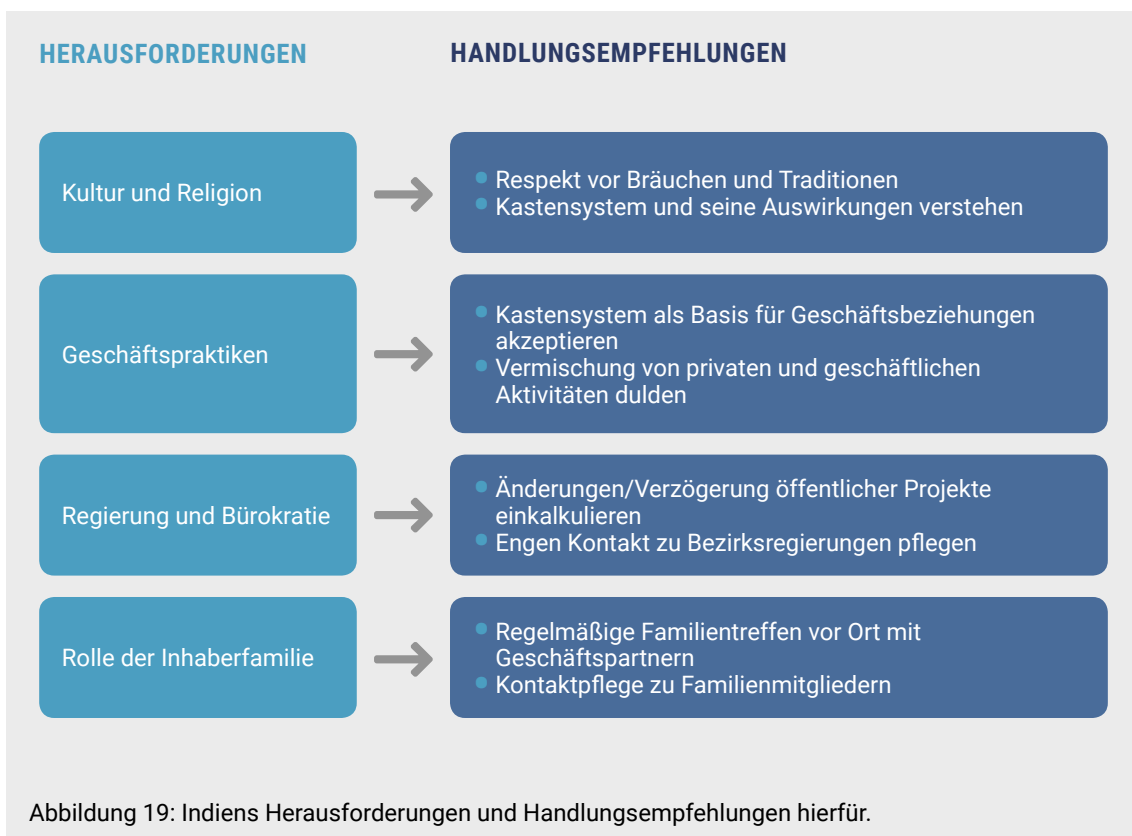 HERAUSFORDERUNGEN
HANDLUNGSEMPFEHLUNGEN
Kultur und Religion
• Respekt vor Bräuchen und Traditionen
• Kastensystem und seine Auswirkungen verstehen
Geschäftspraktiken
• Kastensystem als Basis für Geschäftsbeziehungen
akzeptieren
• Vermischung von privaten und geschäftlichen
Aktivitäten dulden
Regierung und Bürokratie
• Änderungen/Verzögerung öffentlicher Projekte
einkalkulieren
• Engen Kontakt zu Bezirksregierungen pflegen
Rolle der Inhaberfamilie
• Regelmäßige Familientreffen vor Ort mit
Geschäftspartnern
• Kontaktpflege zu Familienmitgliedern
Abbildung 19: Indiens Herausforderungen und Handlungsempfehlungen hierfür.